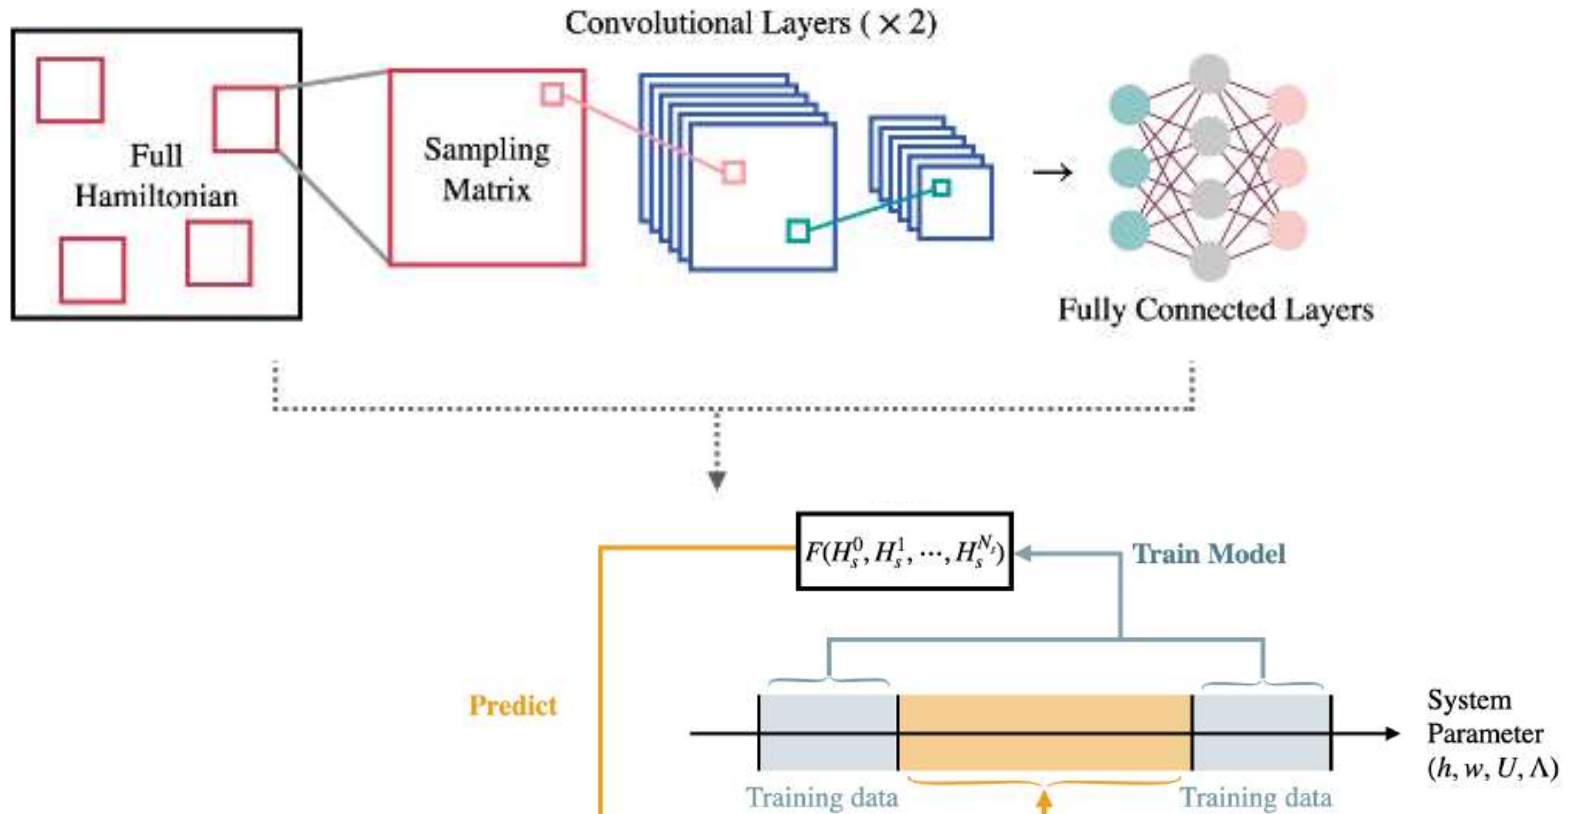 Convolutional Layers ( × 2)
Full
Hamiltonian
Sampling
Matrix
→
Fully Connected Layers
F(H_s^0, H_s^1, ⋯, H_s^{N_s})
Train Model
Predict
System
Parameter
(h, w, U, Λ)
Training data
Training data